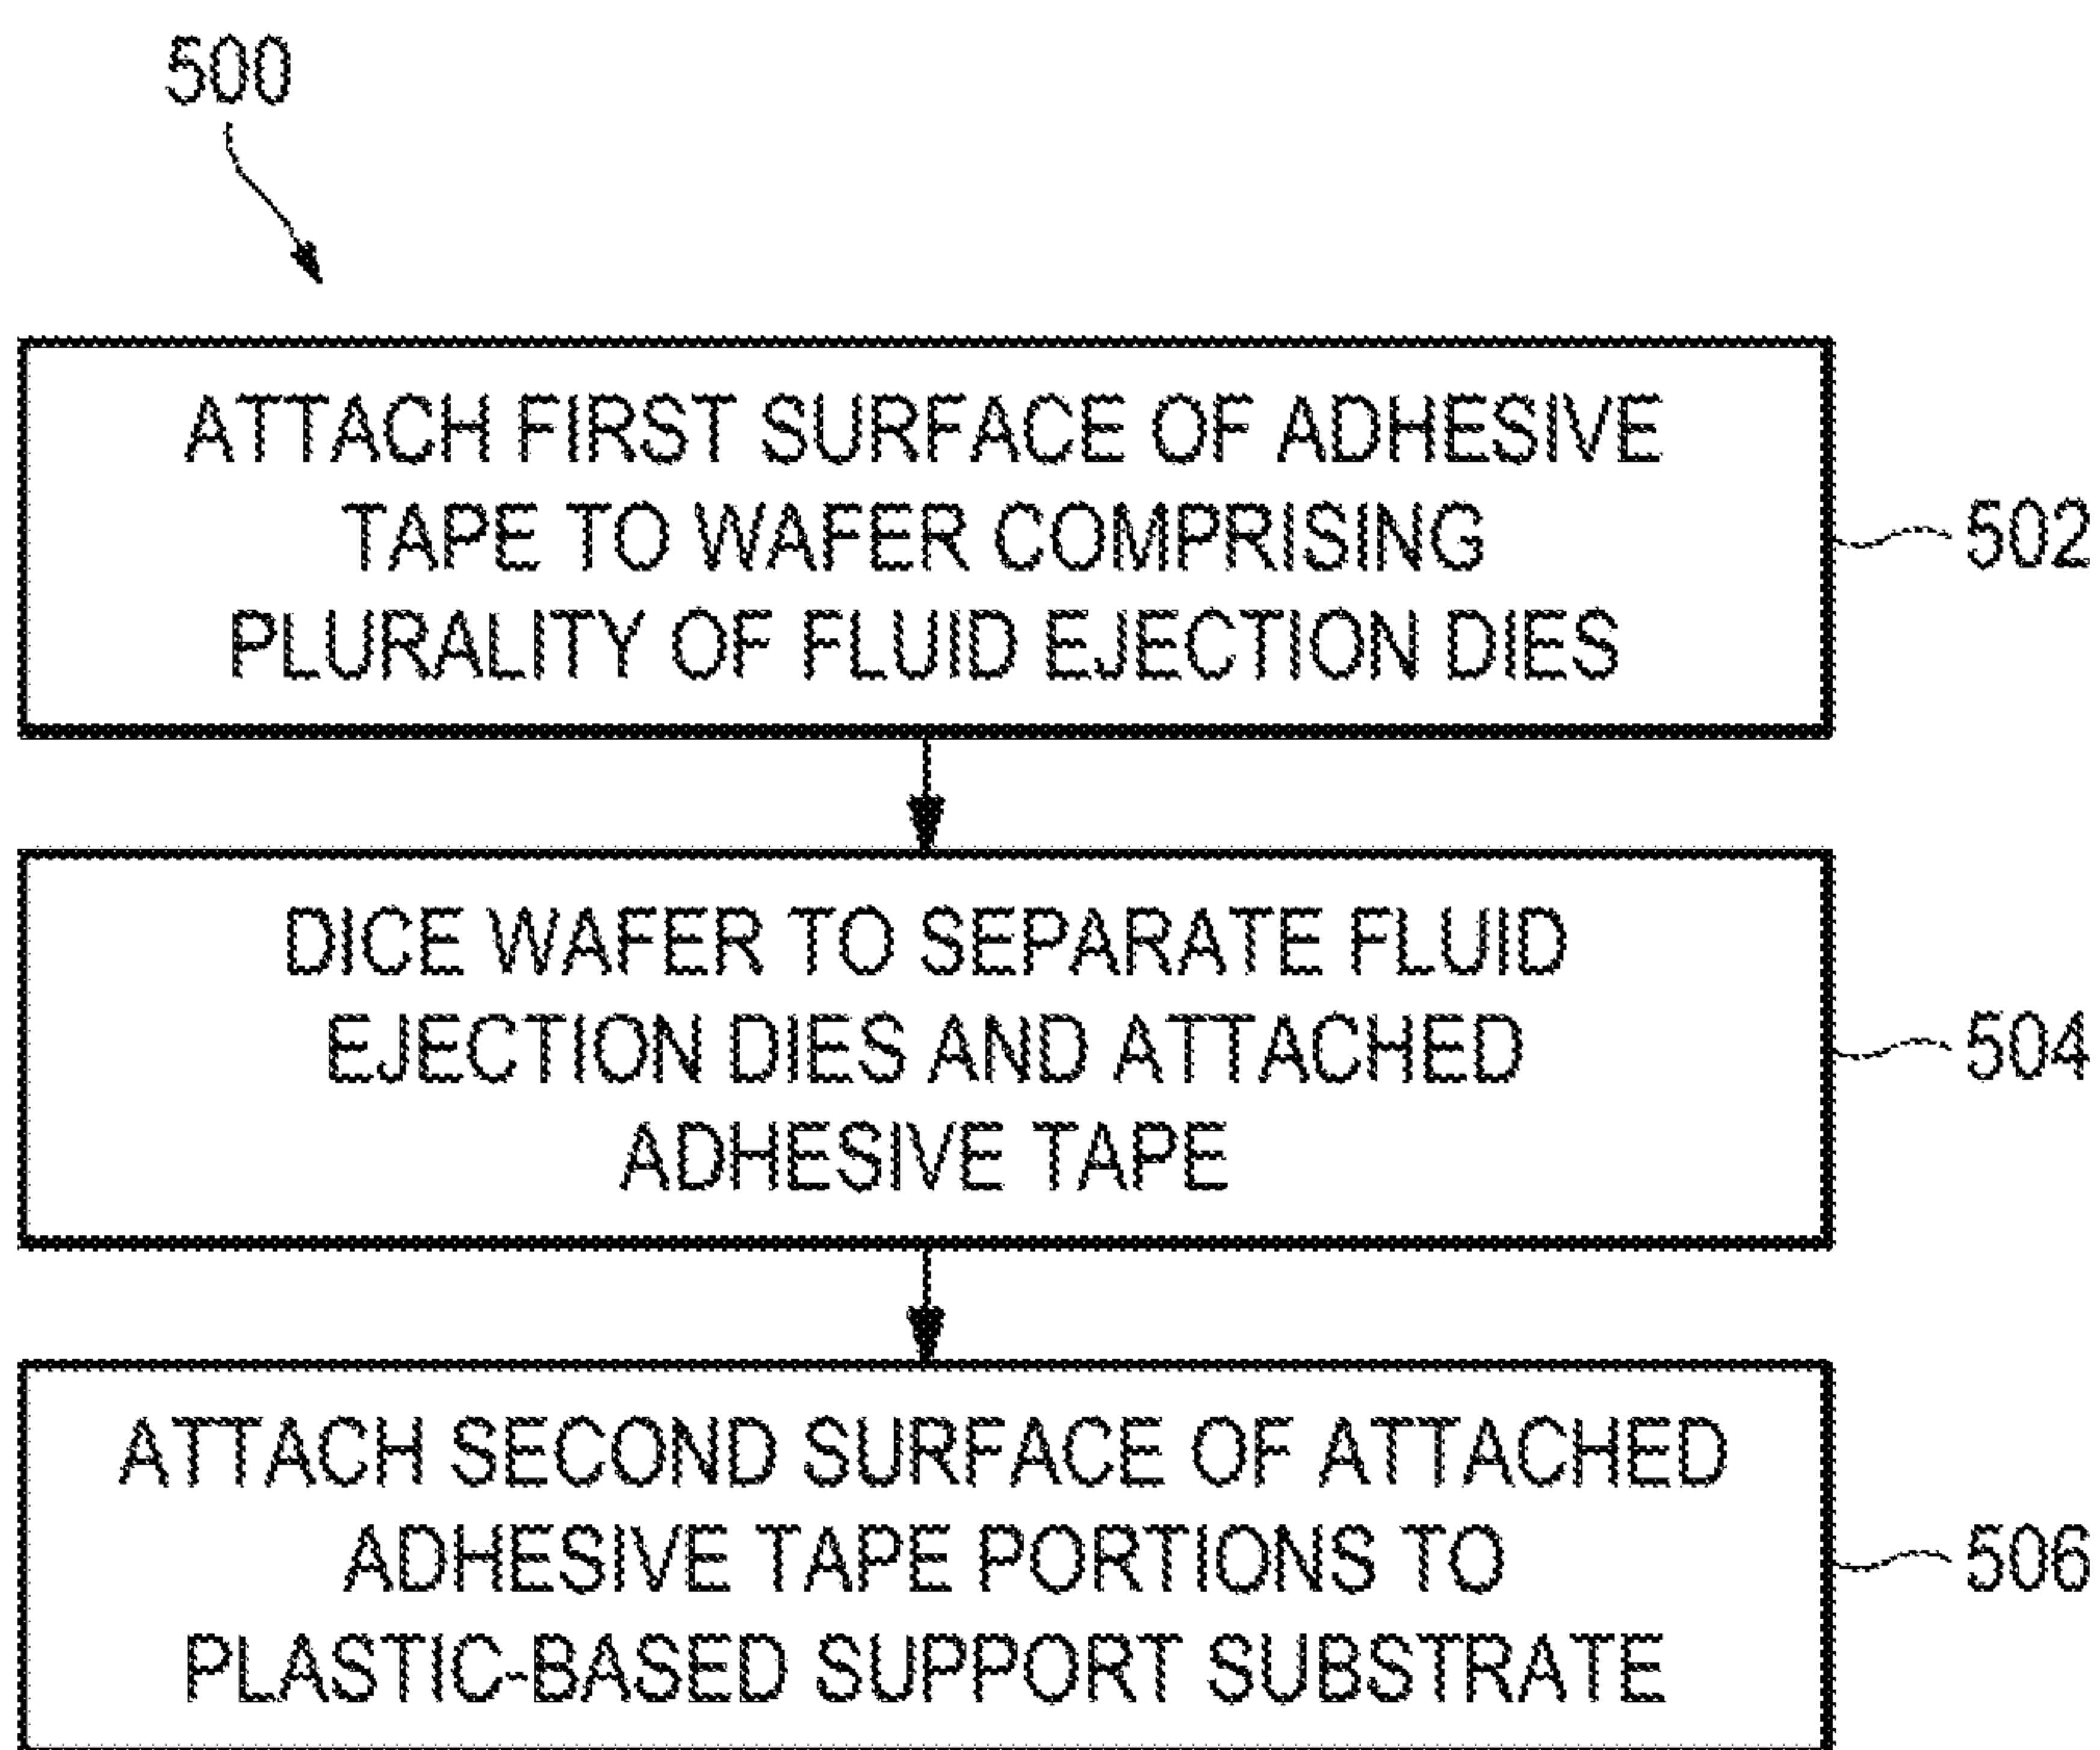 500
ATTACH FIRST SURFACE OF ADHESIVE
TAPE TO WAFER COMPRISING
PLURALITY OF FLUID EJECTION DIES
502
DICE WAFER TO SEPARATE FLUID
EJECTION DIES AND ATTACHED
ADHESIVE TAPE
504
ATTACH SECOND SURFACE OF ATTACHED
ADHESIVE TAPE PORTIONS TO
PLASTIC-BASED SUPPORT SUBSTRATE
506